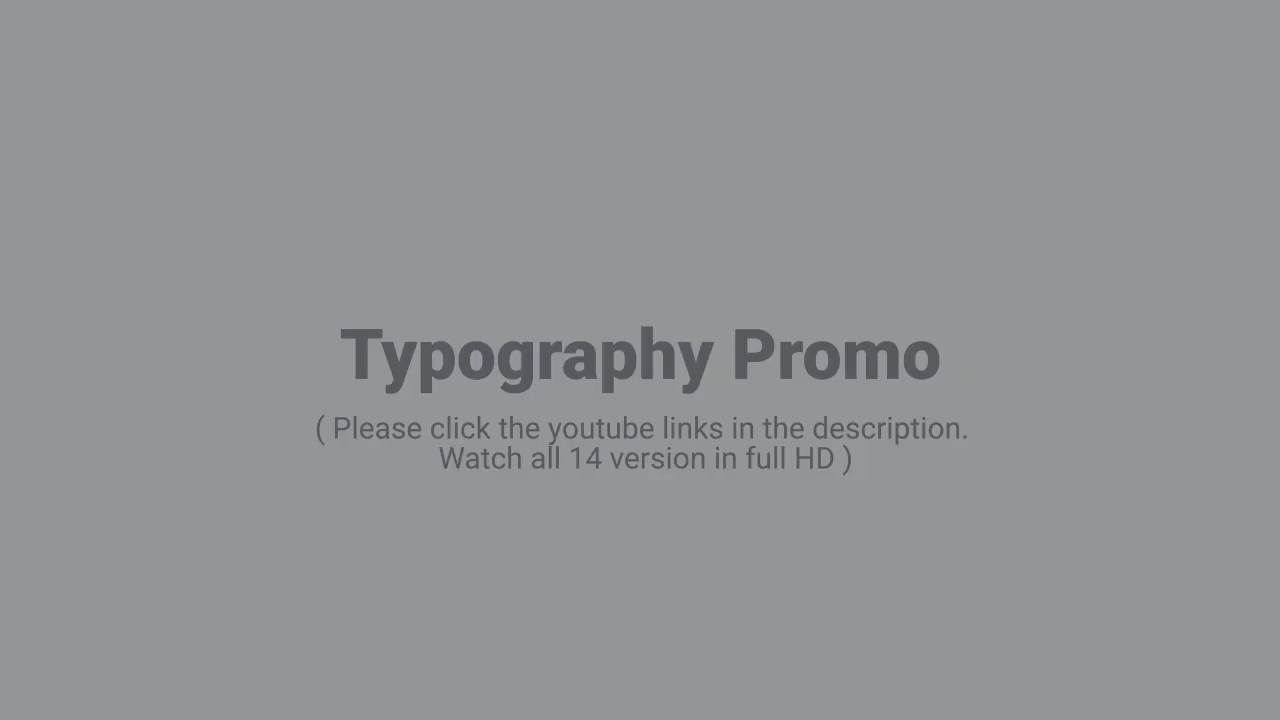 Typography Promo
( Please click the youtube links in the description.
Watch all 14 version in full HD )